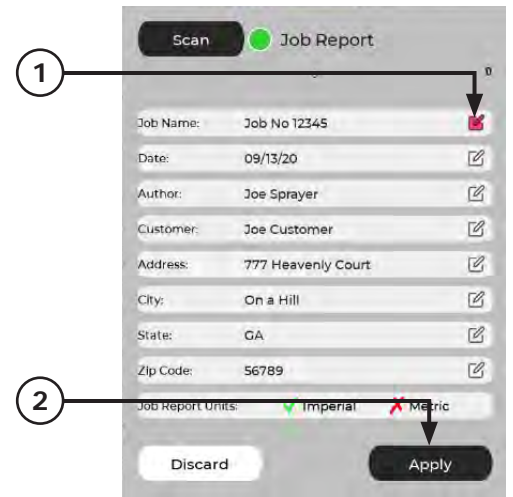 Scan Job Report
1
Job Name: Job No 12345
Date: 09/13/20
Author: Joe Sprayer
Customer: Joe Customer
Address: 777 Heavenly Court
City: On a Hill
State: GA
Zip Code: 56789
2
Job Report Units: Imperial Metric
Discard Apply